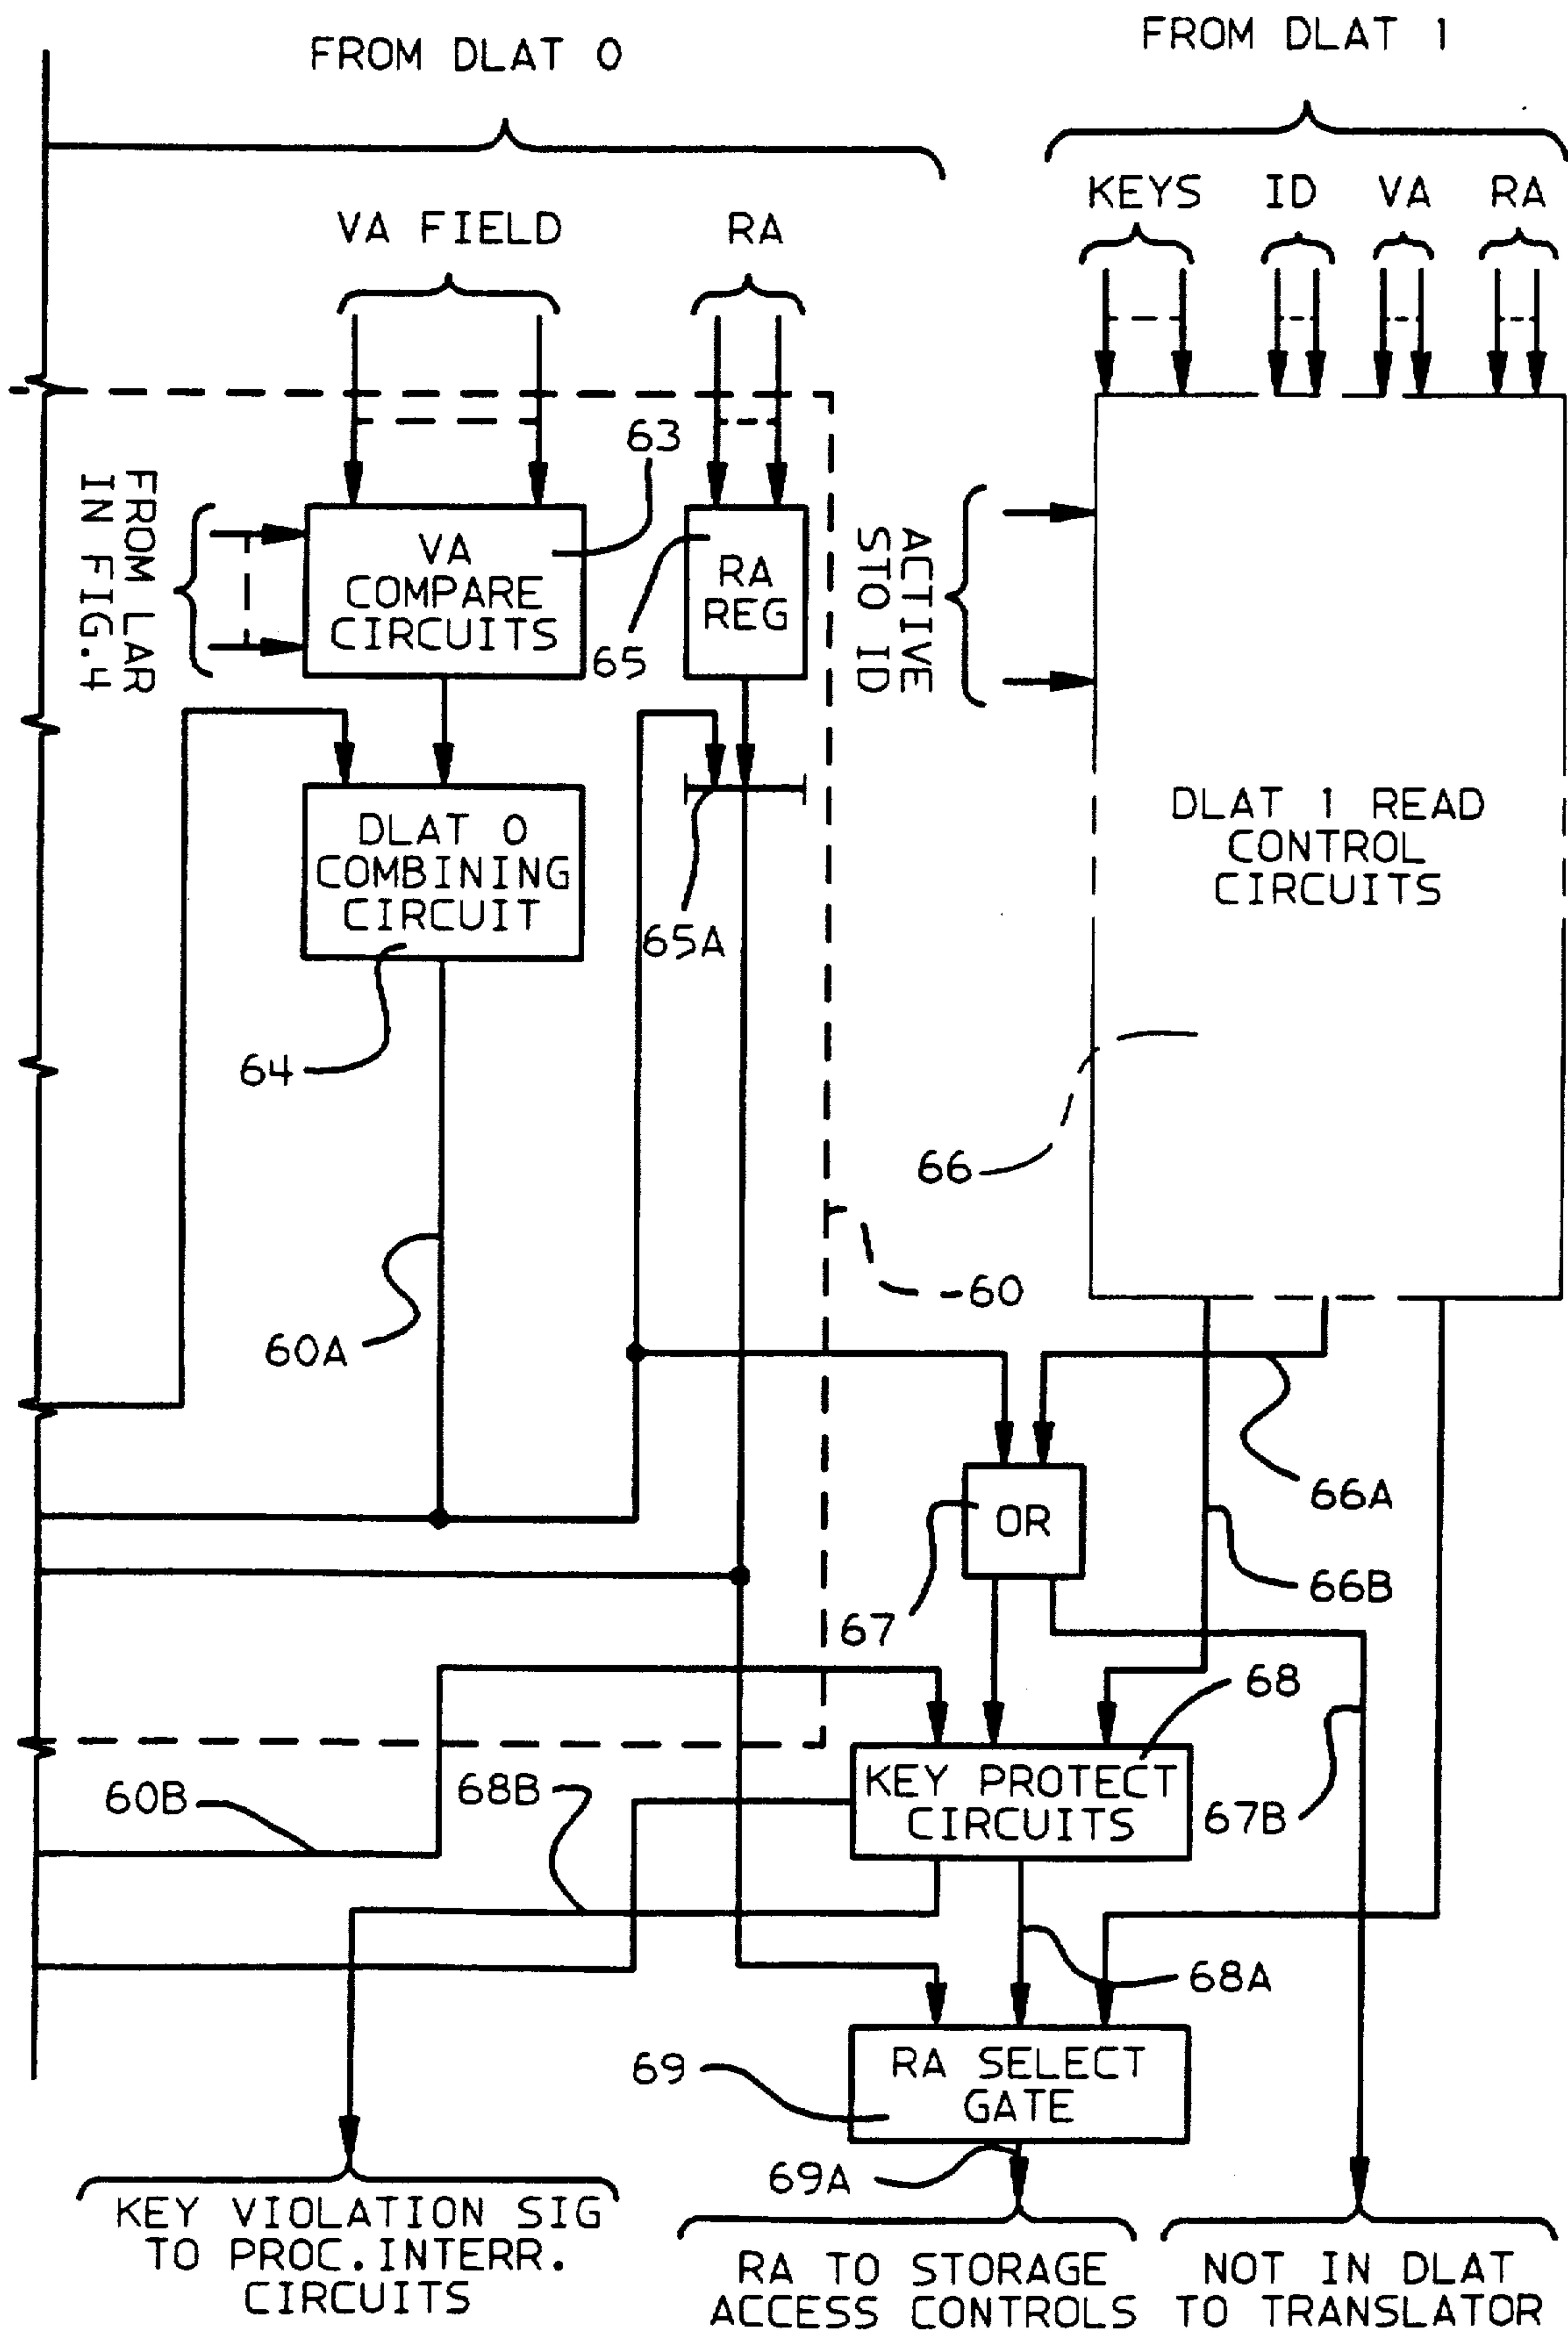 FROM DLAT 0
FROM DLAT 1
KEYS
ID
VA
RA
VA FIELD
RA
63
FROM LAR
IN FIG.4
VA
COMPARE
CIRCUITS
65
RA
REG
ACTIVE
STO ID
DLAT 0
COMBINING
CIRCUIT
65A
64
DLAT 1 READ
CONTROL
CIRCUITS
66
60
60A
66A
OR
66B
67
68
60B
68B
KEY PROTECT
CIRCUITS
67B
68A
69
RA SELECT
GATE
69A
KEY VIOLATION SIG
TO PROC.INTERR.
CIRCUITS
RA TO STORAGE
ACCESS CONTROLS
NOT IN DLAT
TO TRANSLATOR